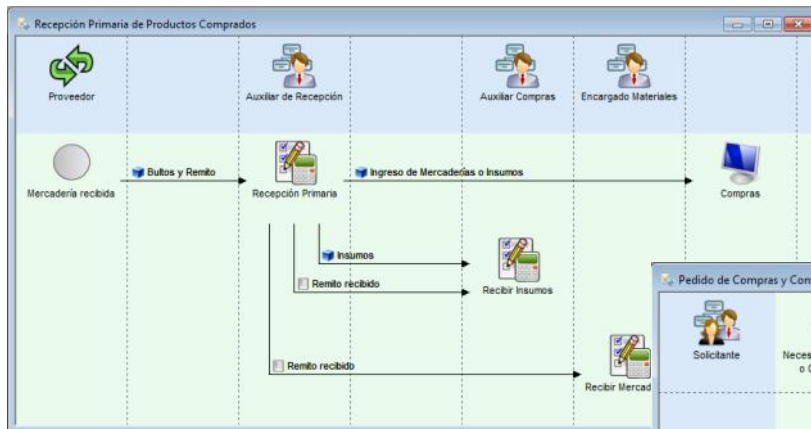 Recepción Primaria de Productos Comprados
Proveedor
Auxiliar de Recepción
Auxiliar Compras
Encargado Materiales
Mercadería recibida
Bultos y Remito
Recepción Primaria
Ingreso de Mercaderías o Insumos
Compras
Insumos
Remito recibido
Recibir Insumos
Remito recibido
Recibir Mercad
Pedido de Compras y Con
Solicitante
Neces
o